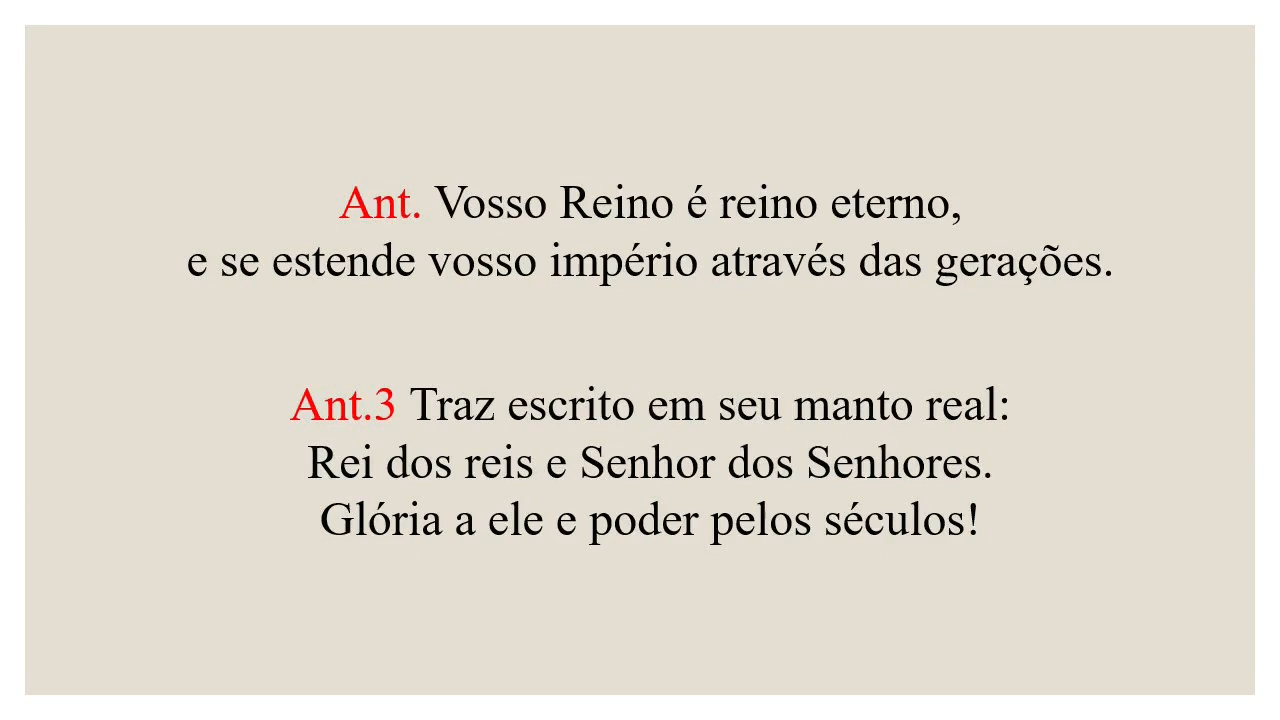 Ant. Vosso Reino é reino eterno,
e se estende vosso império através das gerações.
Ant.3 Traz escrito em seu manto real:
Rei dos reis e Senhor dos Senhores.
Glória a ele e poder pelos séculos!